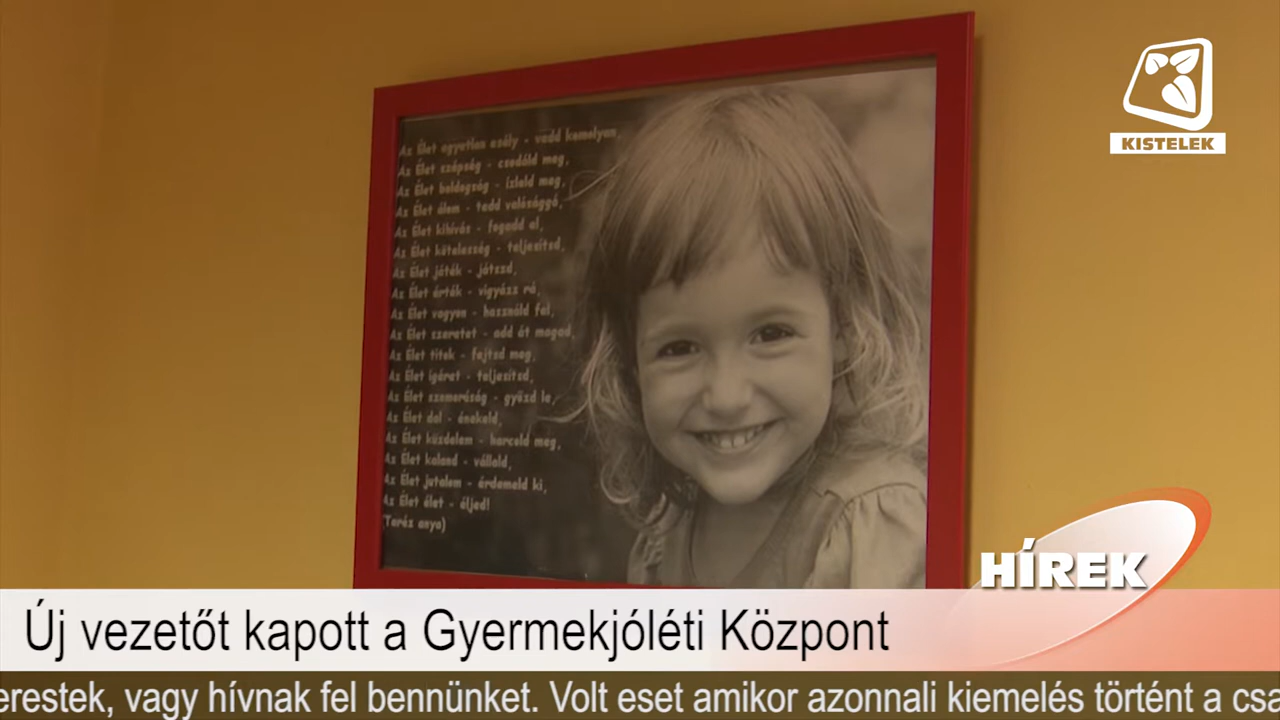 Az Élet egyetlen esély - vedd komolyan,
Az Élet szépség - csodáld meg,
Az Élet boldogság - ízleld meg,
Az Élet álom - tedd valósággá,
Az Élet kihívás - fogadd el,
Az Élet kötelesség - teljesítsd,
Az Élet játék - játszd,
Az Élet érték - vigyázz rá,
Az Élet vagyon - használd fel,
Az Élet szeretet - add át magad,
Az Élet titok - fejtsd meg,
Az Élet ígéret - teljesítsd,
Az Élet szomorúság - győzd le,
Az Élet dal - énekeld,
Az Élet küzdelem - harcold meg,
Az Élet kaland - vállald,
Az Élet jutalom - érdemeld ki,
Az Élet élet - éljed!
(Teréz anya)
KISTELEK
HÍREK
Új vezetőt kapott a Gyermekjóléti Központ
erestek, vagy hívnak fel bennünket. Volt eset amikor azonnali kiemelés történt a csa